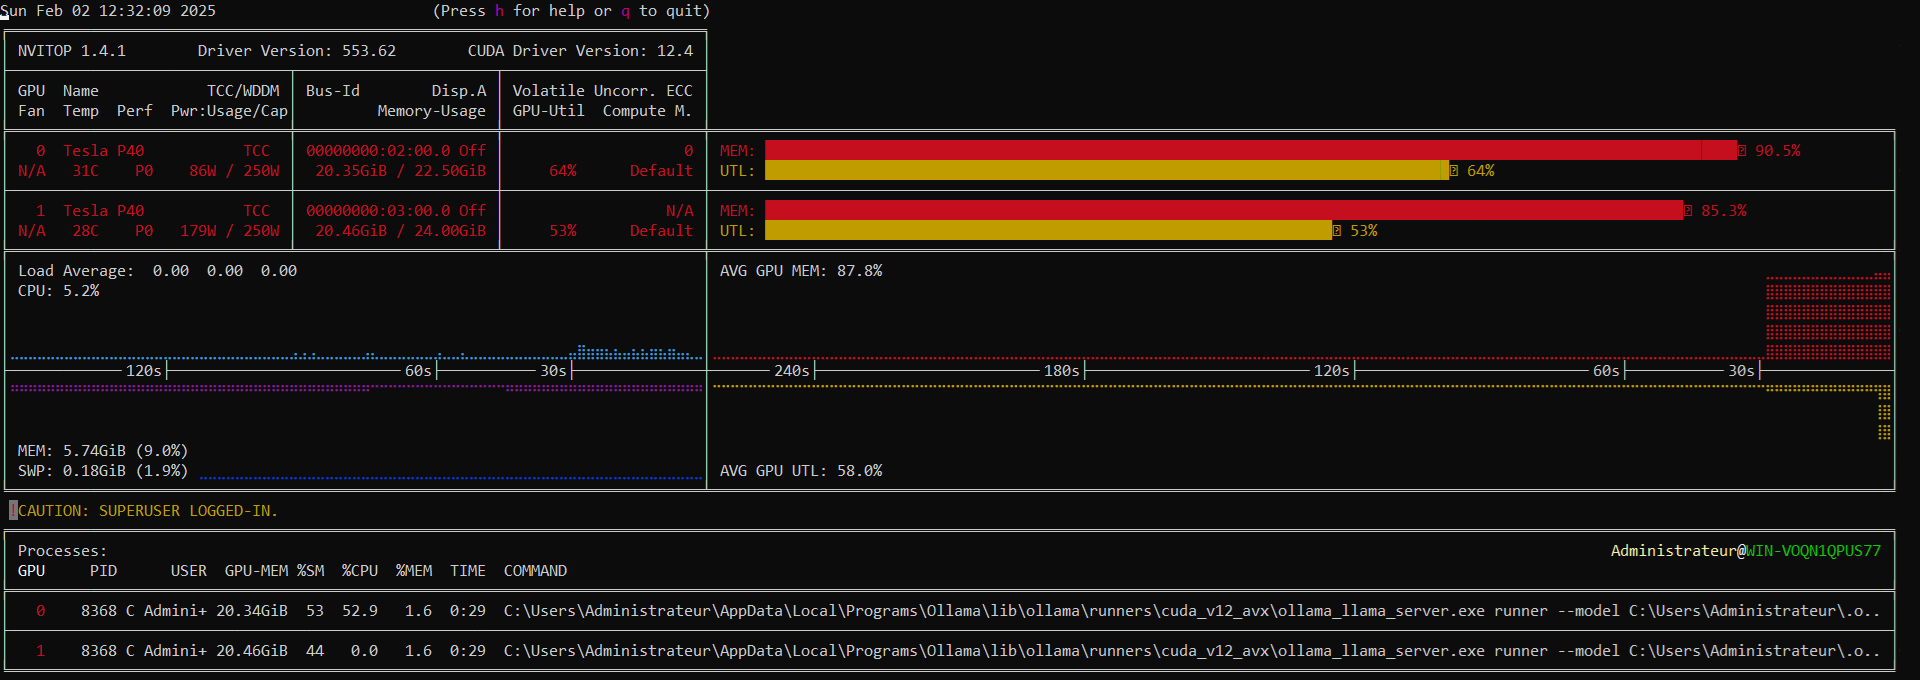 Sun Feb 02 12:32:09 2025 (Press h for help or q to quit)
NVITOP 1.4.1 Driver Version: 553.62 CUDA Driver Version: 12.4
GPU Name TCC/WDDM Bus-Id Disp.A Volatile Uncorr. ECC
Fan Temp Perf Pwr:Usage/Cap Memory-Usage GPU-Util Compute M.
0 Tesla P40 TCC 00000000:02:00.0 Off 0 MEM: 90.5%
N/A 31C P0 86W / 250W 20.35GiB / 22.50GiB 64% Default UTL: 64%
1 Tesla P40 TCC 00000000:03:00.0 Off N/A MEM: 85.3%
N/A 28C P0 179W / 250W 20.46GiB / 24.00GiB 53% Default UTL: 53%
Load Average: 0.00 0.00 0.00 AVG GPU MEM: 87.8%
CPU: 5.2%
120s 60s 30s 240s 180s 120s 60s 30s
MEM: 5.74GiB (9.0%)
SWP: 0.18GiB (1.9%) AVG GPU UTL: 58.0%
!CAUTION: SUPERUSER LOGGED-IN.
Processes: Administrateur@WIN-VOQN1QPUS77
GPU PID USER GPU-MEM %SM %CPU %MEM TIME COMMAND
0 8368 C Admini+ 20.34GiB 53 52.9 1.6 0:29 C:\Users\Administrateur\AppData\Local\Programs\Ollama\lib\ollama\runners\cuda_v12_avx\ollama_llama_server.exe runner --model C:\Users\Administrateur\.o..
1 8368 C Admini+ 20.46GiB 44 0.0 1.6 0:29 C:\Users\Administrateur\AppData\Local\Programs\Ollama\lib\ollama\runners\cuda_v12_avx\ollama_llama_server.exe runner --model C:\Users\Administrateur\.o..